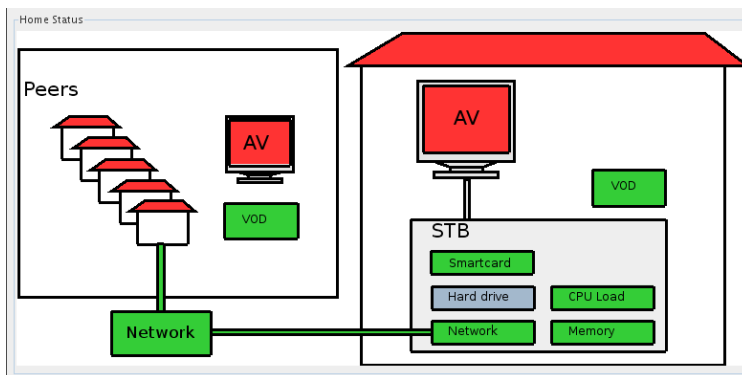 Home Status
Peers
AV
VOD
Network
AV
VOD
STB
Smartcard
Hard drive
CPU Load
Network
Memory